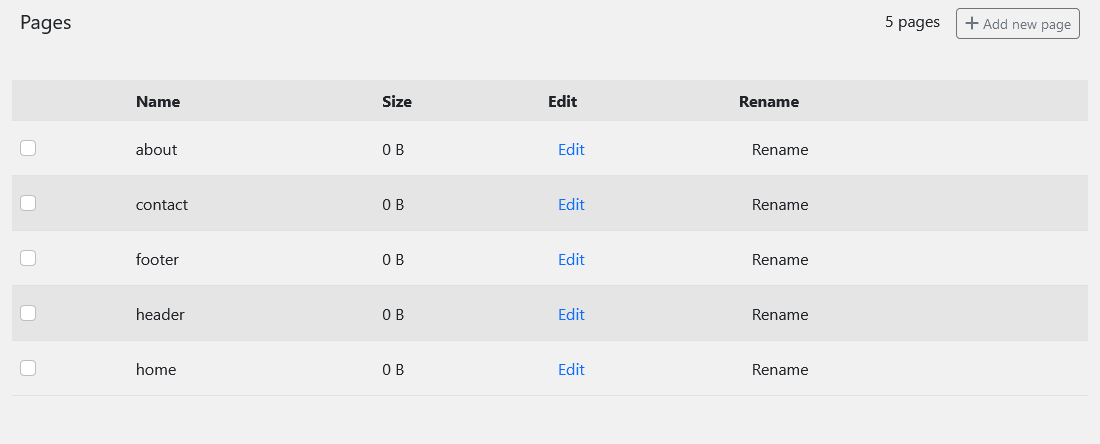 Pages 5 pages Add new page
Name Size Edit Rename
about 0 B Edit Rename
contact 0 B Edit Rename
footer 0 B Edit Rename
header 0 B Edit Rename
home 0 B Edit Rename